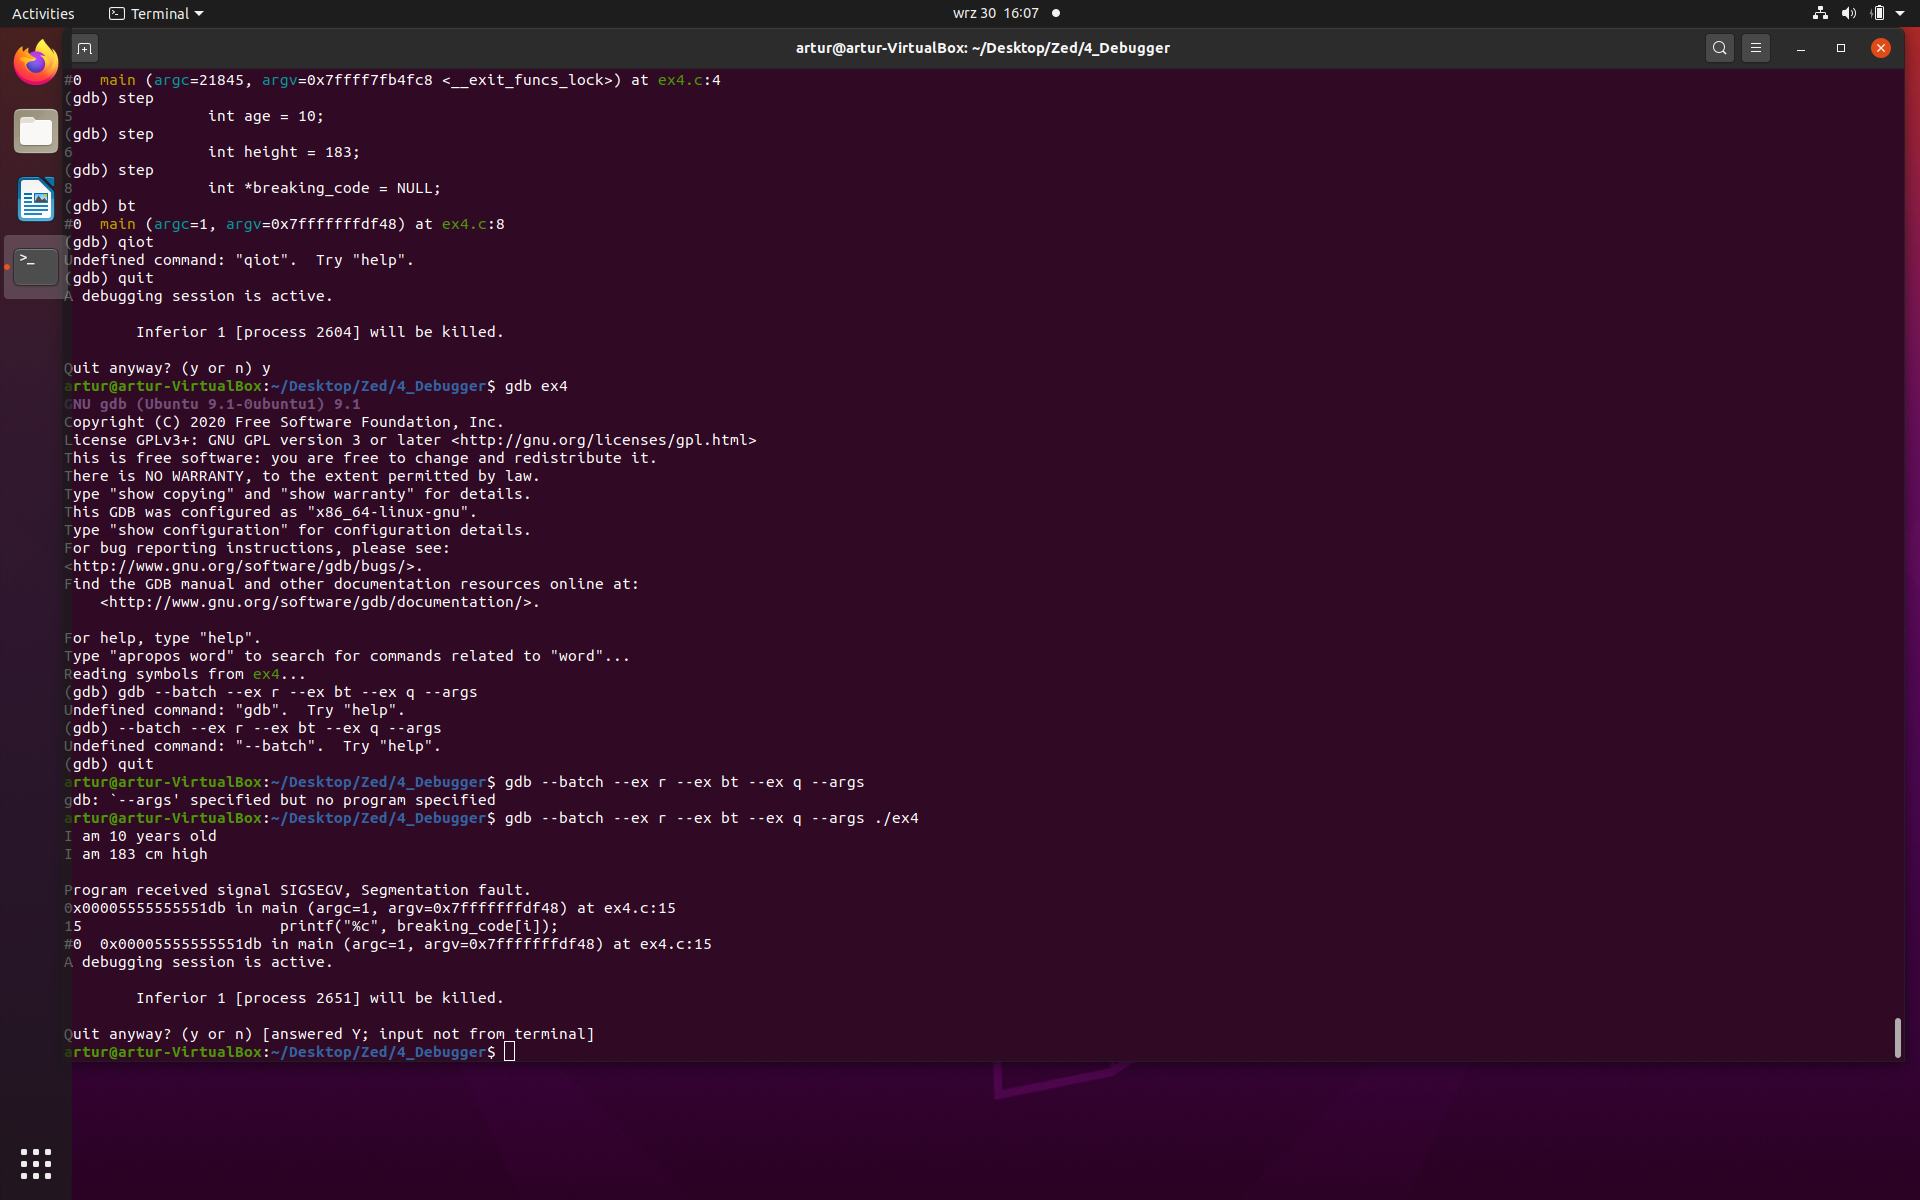 Activities
Terminal
wrz 30 16:07
artur@artur-VirtualBox: ~/Desktop/Zed/4_Debugger
#0  main (argc=21845, argv=0x7ffff7fb4fc8 <__exit_funcs_lock>) at ex4.c:4
(gdb) step
5               int age = 10;
(gdb) step
6               int height = 183;
(gdb) step
8               int *breaking_code = NULL;
(gdb) bt
#0  main (argc=1, argv=0x7fffffffdf48) at ex4.c:8
(gdb) qiot
Undefined command: "qiot".  Try "help".
(gdb) quit
A debugging session is active.
        Inferior 1 [process 2604] will be killed.
Quit anyway? (y or n) y
artur@artur-VirtualBox:~/Desktop/Zed/4_Debugger$ gdb ex4
GNU gdb (Ubuntu 9.1-0ubuntu1) 9.1
Copyright (C) 2020 Free Software Foundation, Inc.
License GPLv3+: GNU GPL version 3 or later <http://gnu.org/licenses/gpl.html>
This is free software: you are free to change and redistribute it.
There is NO WARRANTY, to the extent permitted by law.
Type "show copying" and "show warranty" for details.
This GDB was configured as "x86_64-linux-gnu".
Type "show configuration" for configuration details.
For bug reporting instructions, please see:
<http://www.gnu.org/software/gdb/bugs/>.
Find the GDB manual and other documentation resources online at:
    <http://www.gnu.org/software/gdb/documentation/>.
For help, type "help".
Type "apropos word" to search for commands related to "word"...
Reading symbols from ex4...
(gdb) gdb --batch --ex r --ex bt --ex q --args
Undefined command: "gdb".  Try "help".
(gdb) --batch --ex r --ex bt --ex q --args
Undefined command: "--batch".  Try "help".
(gdb) quit
artur@artur-VirtualBox:~/Desktop/Zed/4_Debugger$ gdb --batch --ex r --ex bt --ex q --args
gdb: `--args' specified but no program specified
artur@artur-VirtualBox:~/Desktop/Zed/4_Debugger$ gdb --batch --ex r --ex bt --ex q --args ./ex4
I am 10 years old
I am 183 cm high
Program received signal SIGSEGV, Segmentation fault.
0x00005555555551db in main (argc=1, argv=0x7fffffffdf48) at ex4.c:15
15                      printf("%c", breaking_code[i]);
#0  0x00005555555551db in main (argc=1, argv=0x7fffffffdf48) at ex4.c:15
A debugging session is active.
        Inferior 1 [process 2651] will be killed.
Quit anyway? (y or n) [answered Y; input not from terminal]
artur@artur-VirtualBox:~/Desktop/Zed/4_Debugger$